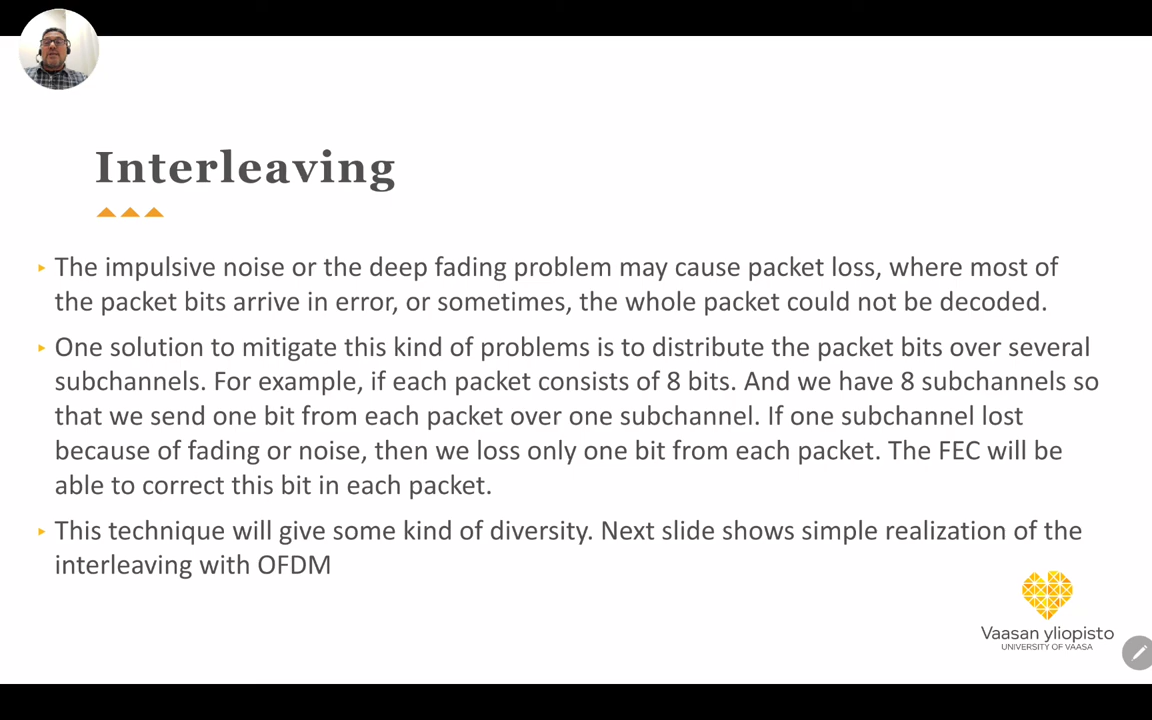 Interleaving
The impulsive noise or the deep fading problem may cause packet loss, where most of
the packet bits arrive in error, or sometimes, the whole packet could not be decoded.
One solution to mitigate this kind of problems is to distribute the packet bits over several
subchannels. For example, if each packet consists of 8 bits. And we have 8 subchannels so
that we send one bit from each packet over one subchannel. If one subchannel lost
because of fading or noise, then we loss only one bit from each packet. The FEC will be
able to correct this bit in each packet.
This technique will give some kind of diversity. Next slide shows simple realization of the
interleaving with OFDM
Vaasan yliopisto
UNIVERSITY OF VAASA